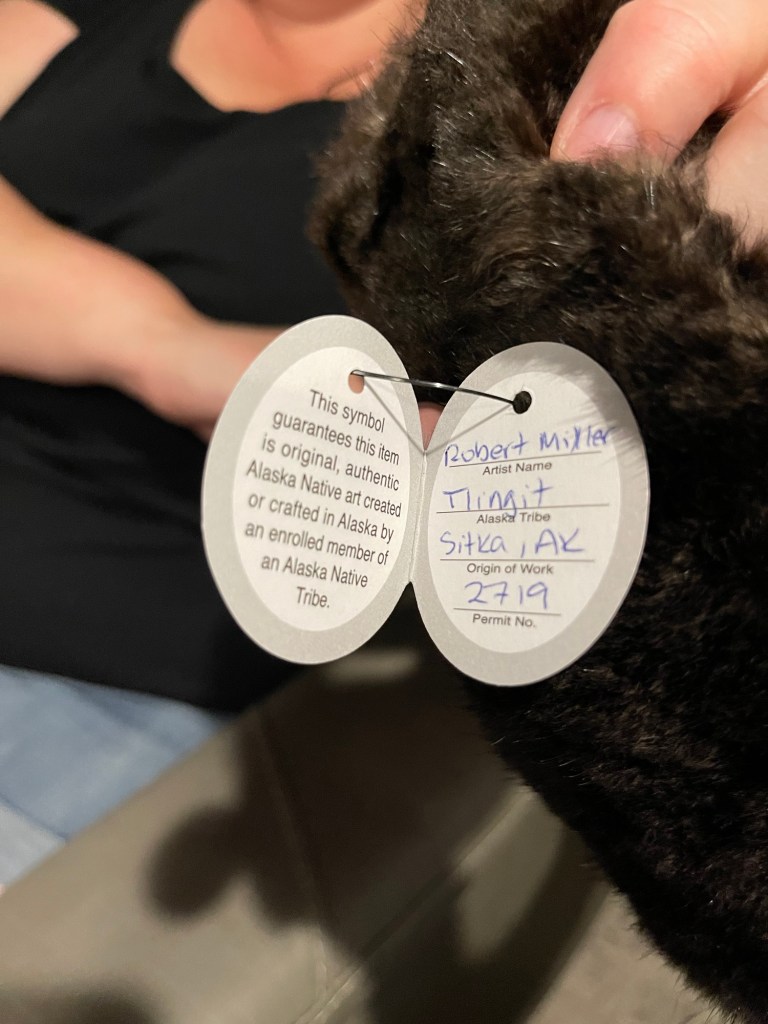 This symbol
guarantees this item
is original, authentic
Alaska Native art created
or crafted in Alaska by
an enrolled member of
an Alaska Native
Tribe.
Robert Miller
Artist Name
Tlingit
Alaska Tribe
Sitka, AK
Origin of Work
2719
Permit No.